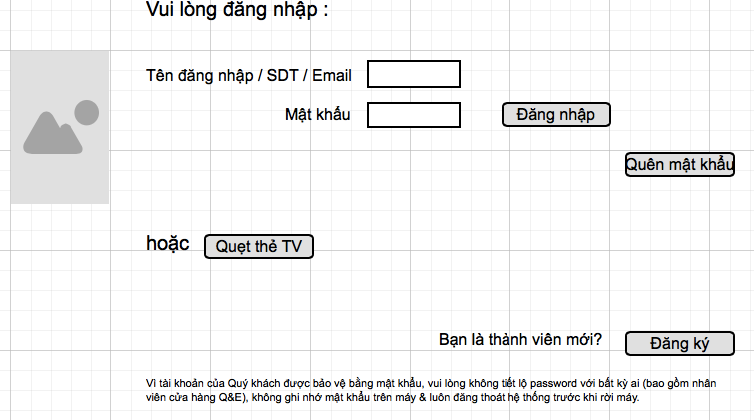 Vui lòng đăng nhập :
Tên đăng nhập / SDT / Email
Mật khẩu
Đăng nhập
Quên mật khẩu
hoặc
Quẹt thẻ TV
Bạn là thành viên mới?
Đăng ký
Vì tài khoản của Quý khách được bảo vệ bằng mật khẩu, vui lòng không tiết lộ password với bất kỳ ai (bao gồm nhân
viên cửa hàng Q&E), không ghi nhớ mật khẩu trên máy & luôn đăng thoát hệ thống trước khi rời máy.